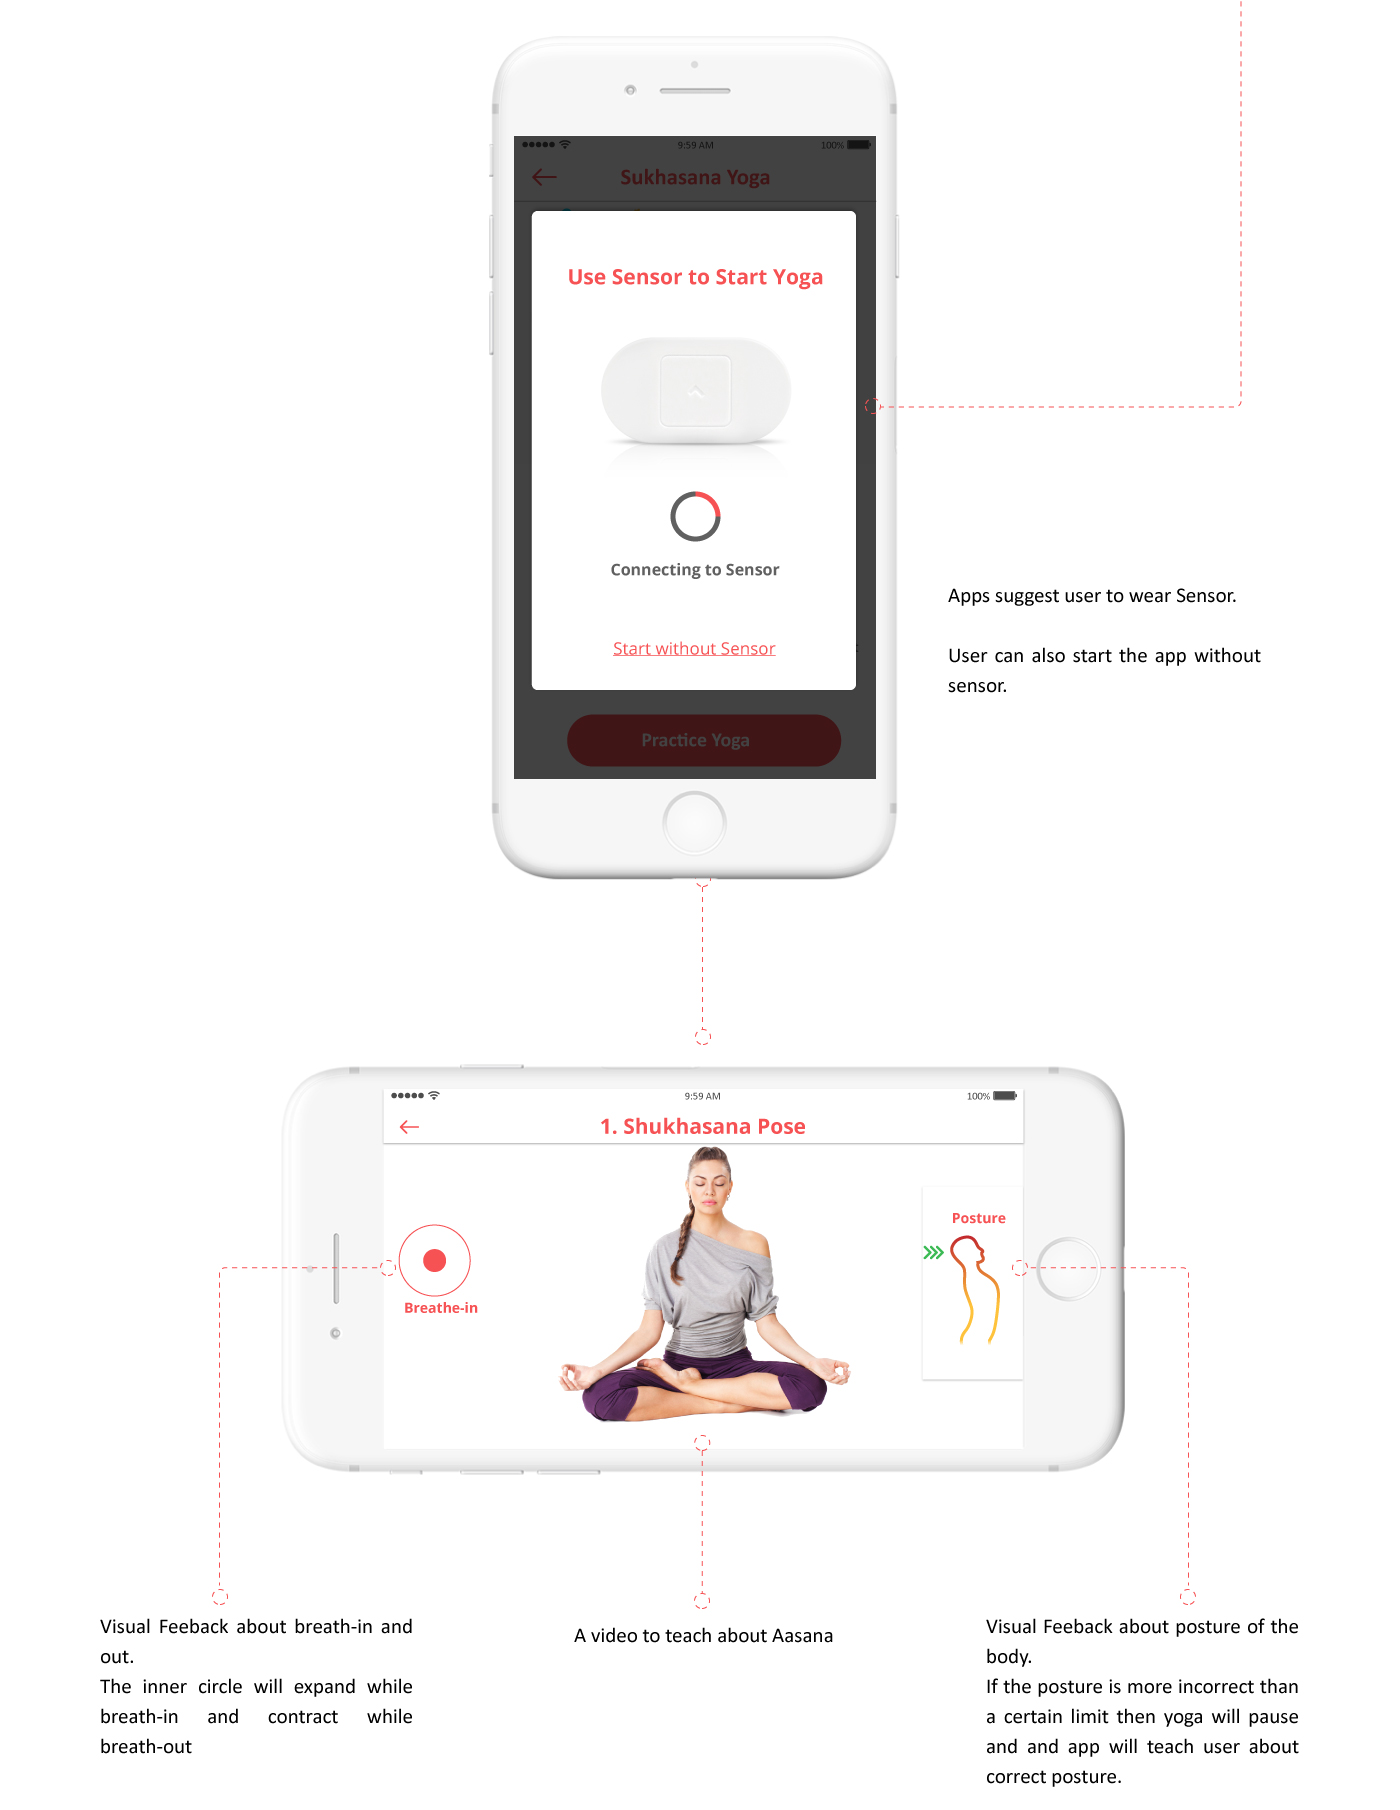 9:59 AM
100%
Sukhasana Yoga
Use Sensor to Start Yoga
Connecting to Sensor
Start without Sensor
Practice Yoga
Apps suggest user to wear Sensor.
User can also start the app without
sensor.
9:59 AM
100%
1. Shukhasana Pose
Breathe-in
Posture
Visual Feeback about breath-in and
out.
The inner circle will expand while
breath-in and contract while
breath-out
A video to teach about Aasana
Visual Feeback about posture of the
body.
If the posture is more incorrect than
a certain limit then yoga will pause
and and app will teach user about
correct posture.